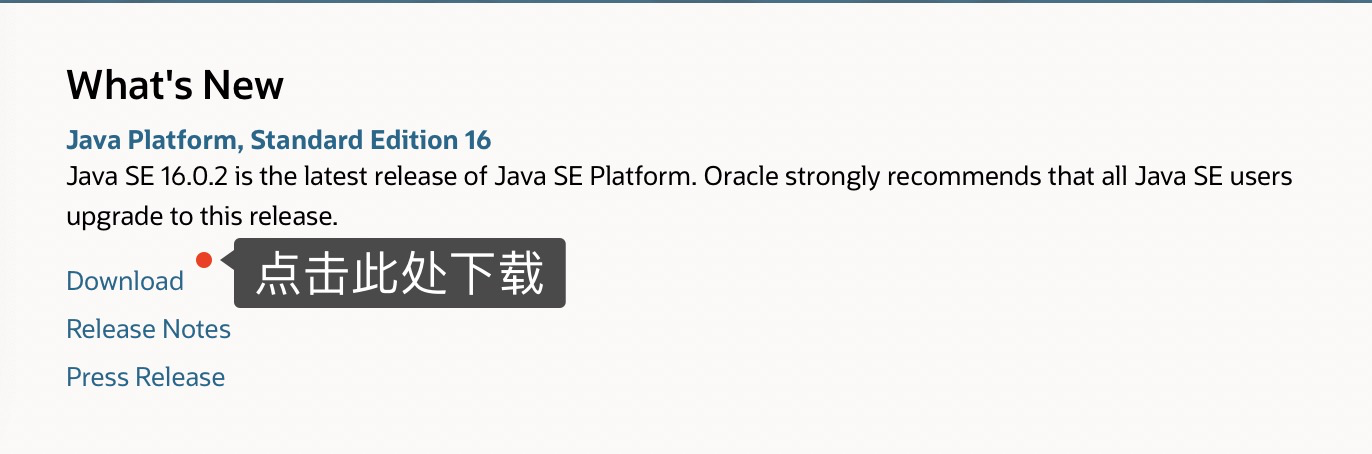 What's New
Java Platform, Standard Edition 16
Java SE 16.0.2 is the latest release of Java SE Platform. Oracle strongly recommends that all Java SE users
upgrade to this release.
Download
点击此处下载
Release Notes
Press Release